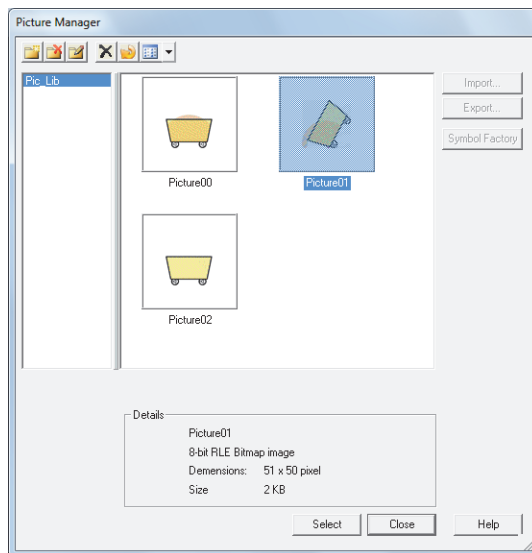 Picture Manager
Pic_Lib
Picture00
Picture01
Picture02
Import...
Export...
Symbol Factory
Details
Picture01
8-bit RLE Bitmap image
Demensions: 51 x 50 pixel
Size 2 KB
Select Close Help